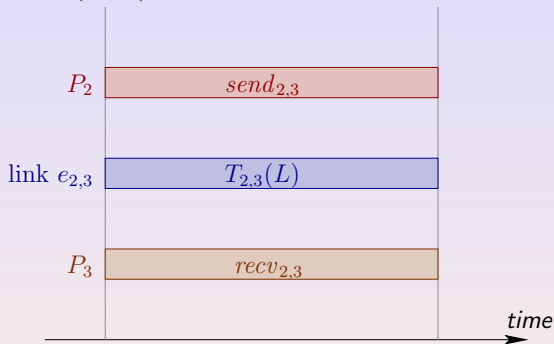 P₂ send₂,₃
link e₂,₃ T₂,₃(L)
P₃ recv₂,₃
time